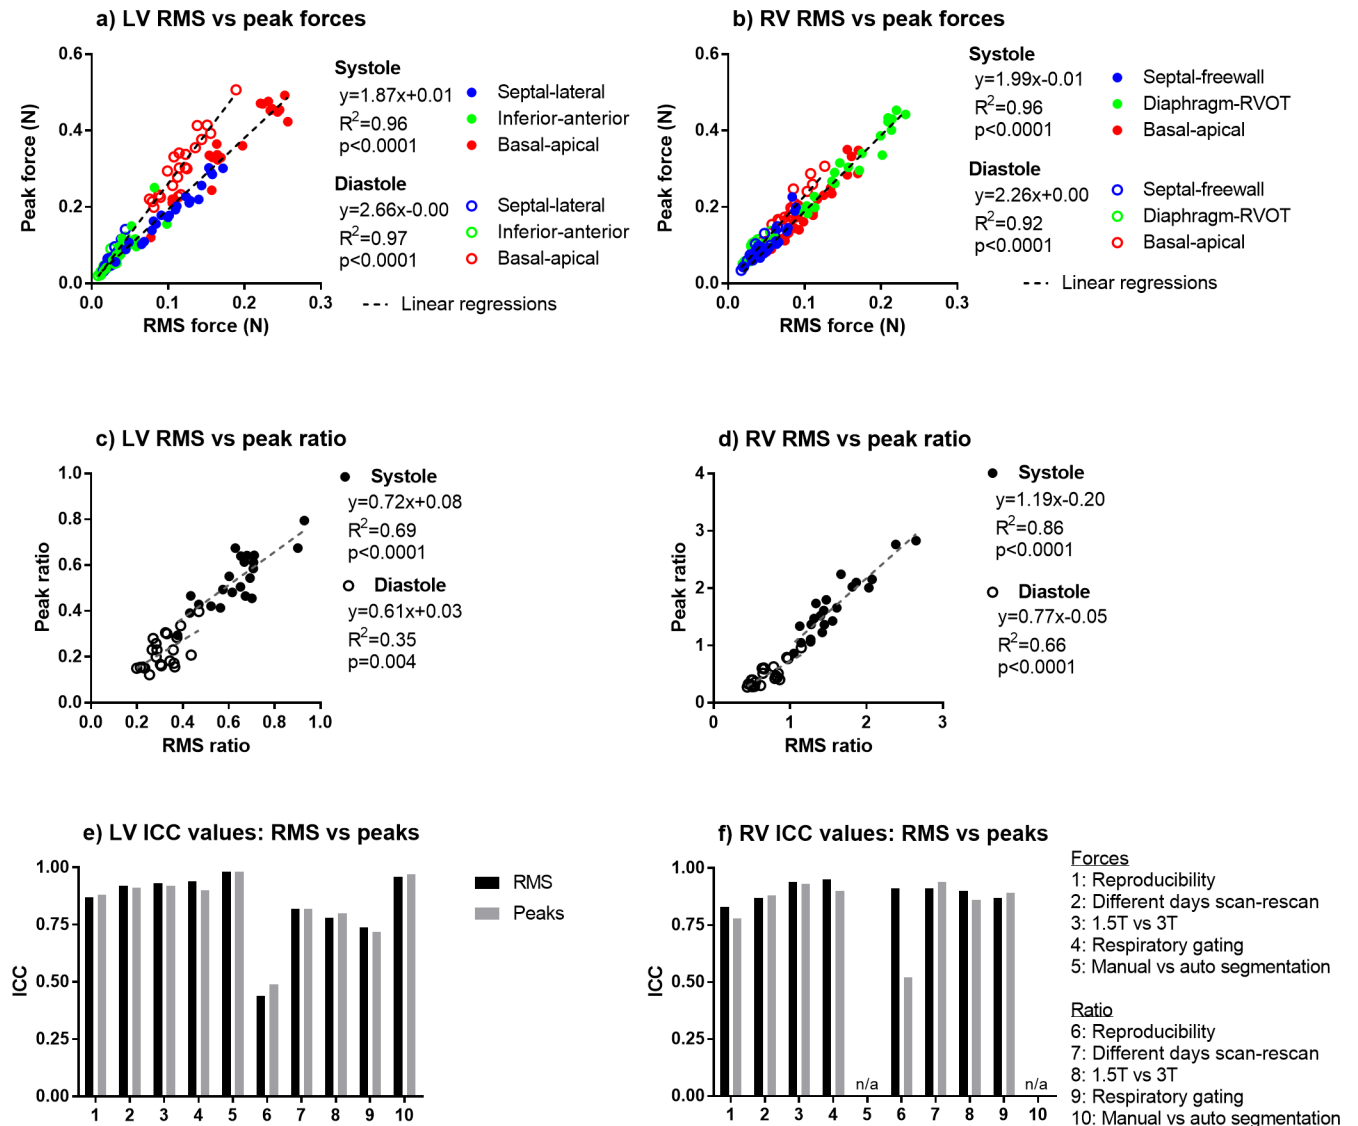 a) LV RMS vs peak forces
Peak force (N)
0.6
0.4
0.2
0.0
0.0 0.1 0.2 0.3
RMS force (N)
Systole
y=1.87x+0.01
R²=0.96
p<0.0001
Septal-lateral
Inferior-anterior
Basal-apical
Diastole
y=2.66x-0.00
R²=0.97
p<0.0001
Septal-lateral
Inferior-anterior
Basal-apical
Linear regressions
b) RV RMS vs peak forces
Peak force (N)
0.6
0.4
0.2
0.0
0.0 0.1 0.2 0.3
RMS force (N)
Systole
y=1.99x-0.01
R²=0.96
p<0.0001
Septal-freewall
Diaphragm-RVOT
Basal-apical
Diastole
y=2.26x+0.00
R²=0.92
p<0.0001
Septal-freewall
Diaphragm-RVOT
Basal-apical
Linear regressions
c) LV RMS vs peak ratio
Peak ratio
1.0
0.8
0.6
0.4
0.2
0.0
0.0 0.2 0.4 0.6 0.8 1.0
RMS ratio
Systole
y=0.72x+0.08
R²=0.69
p<0.0001
Diastole
y=0.61x+0.03
R²=0.35
p=0.004
d) RV RMS vs peak ratio
Peak ratio
4
3
2
1
0
0 1 2 3
RMS ratio
Systole
y=1.19x-0.20
R²=0.86
p<0.0001
Diastole
y=0.77x-0.05
R²=0.66
p<0.0001
e) LV ICC values: RMS vs peaks
ICC
1.00
0.75
0.50
0.25
0.00
1 2 3 4 5 6 7 8 9 10
RMS
Peaks
f) RV ICC values: RMS vs peaks
ICC
1.00
0.75
0.50
0.25
0.00
n/a
n/a
1 2 3 4 5 6 7 8 9 10
Forces
1: Reproducibility
2: Different days scan-rescan
3: 1.5T vs 3T
4: Respiratory gating
5: Manual vs auto segmentation
Ratio
6: Reproducibility
7: Different days scan-rescan
8: 1.5T vs 3T
9: Respiratory gating
10: Manual vs auto segmentation